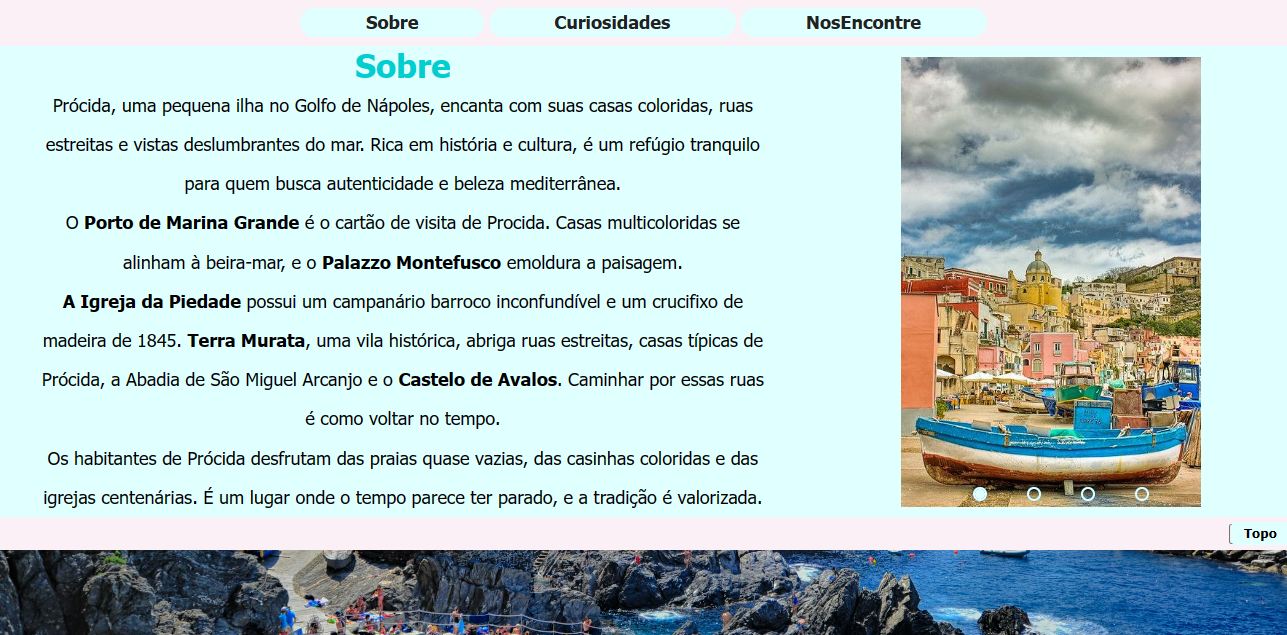 Sobre Curiosidades NosEncontre
Sobre
Prócida, uma pequena ilha no Golfo de Nápoles, encanta com suas casas coloridas, ruas
estreitas e vistas deslumbrantes do mar. Rica em história e cultura, é um refúgio tranquilo
para quem busca autenticidade e beleza mediterrânea.
O Porto de Marina Grande é o cartão de visita de Procida. Casas multicoloridas se
alinham à beira-mar, e o Palazzo Montefusco emoldura a paisagem.
A Igreja da Piedade possui um campanário barroco inconfundível e um crucifixo de
madeira de 1845. Terra Murata, uma vila histórica, abriga ruas estreitas, casas típicas de
Prócida, a Abadia de São Miguel Arcanjo e o Castelo de Avalos. Caminhar por essas ruas
é como voltar no tempo.
Os habitantes de Prócida desfrutam das praias quase vazias, das casinhas coloridas e das
igrejas centenárias. É um lugar onde o tempo parece ter parado, e a tradição é valorizada.
Topo